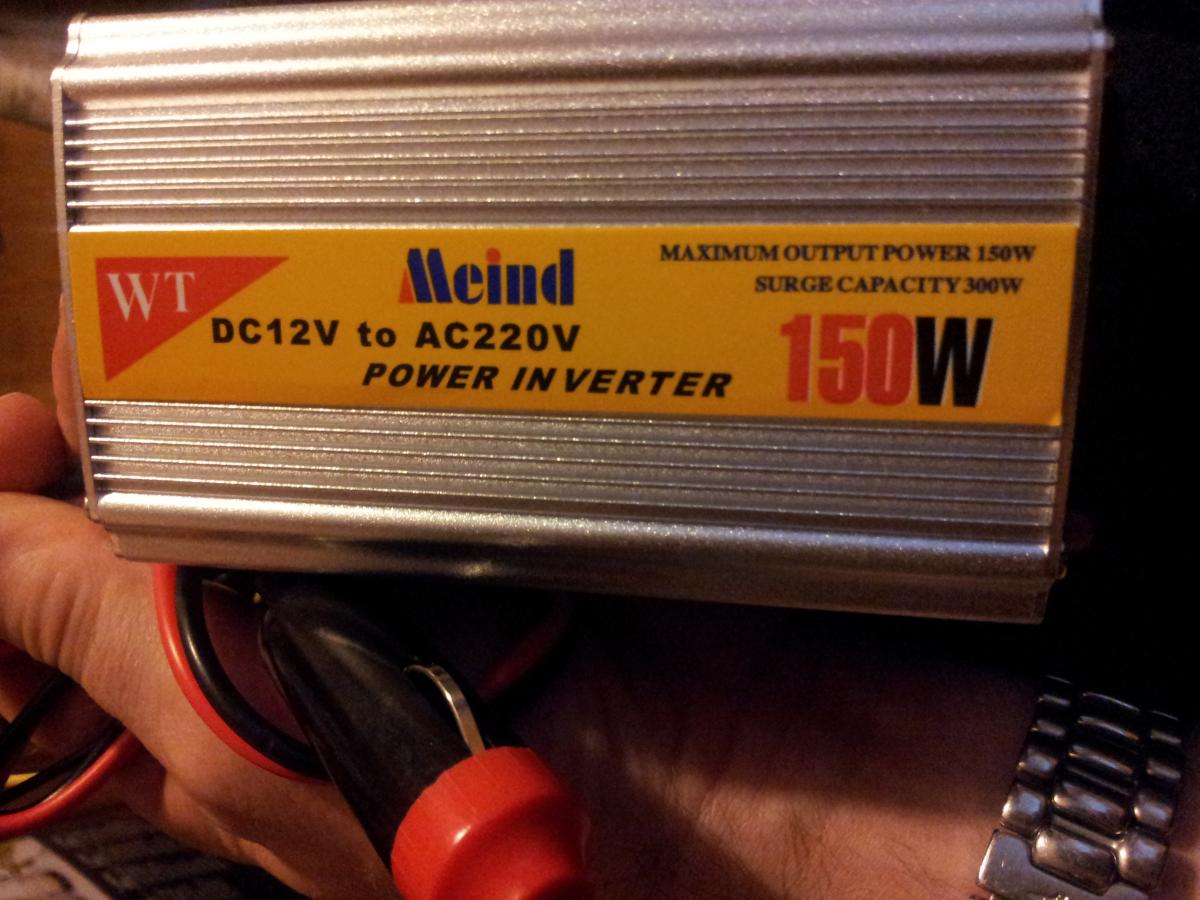 WT
Meind
DC12V to AC220V
POWER INVERTER
MAXIMUM OUTPUT POWER 150W
SURGE CAPACITY 300W
150W